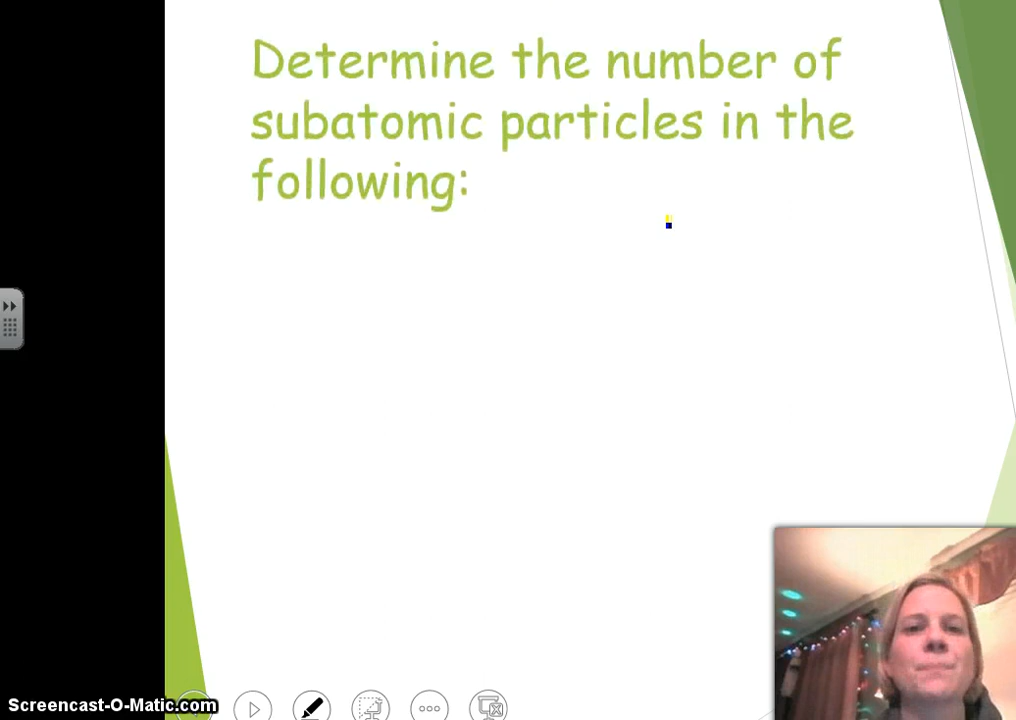 Determine the number of
subatomic particles in the
following:
Screencast-O-Matic.com